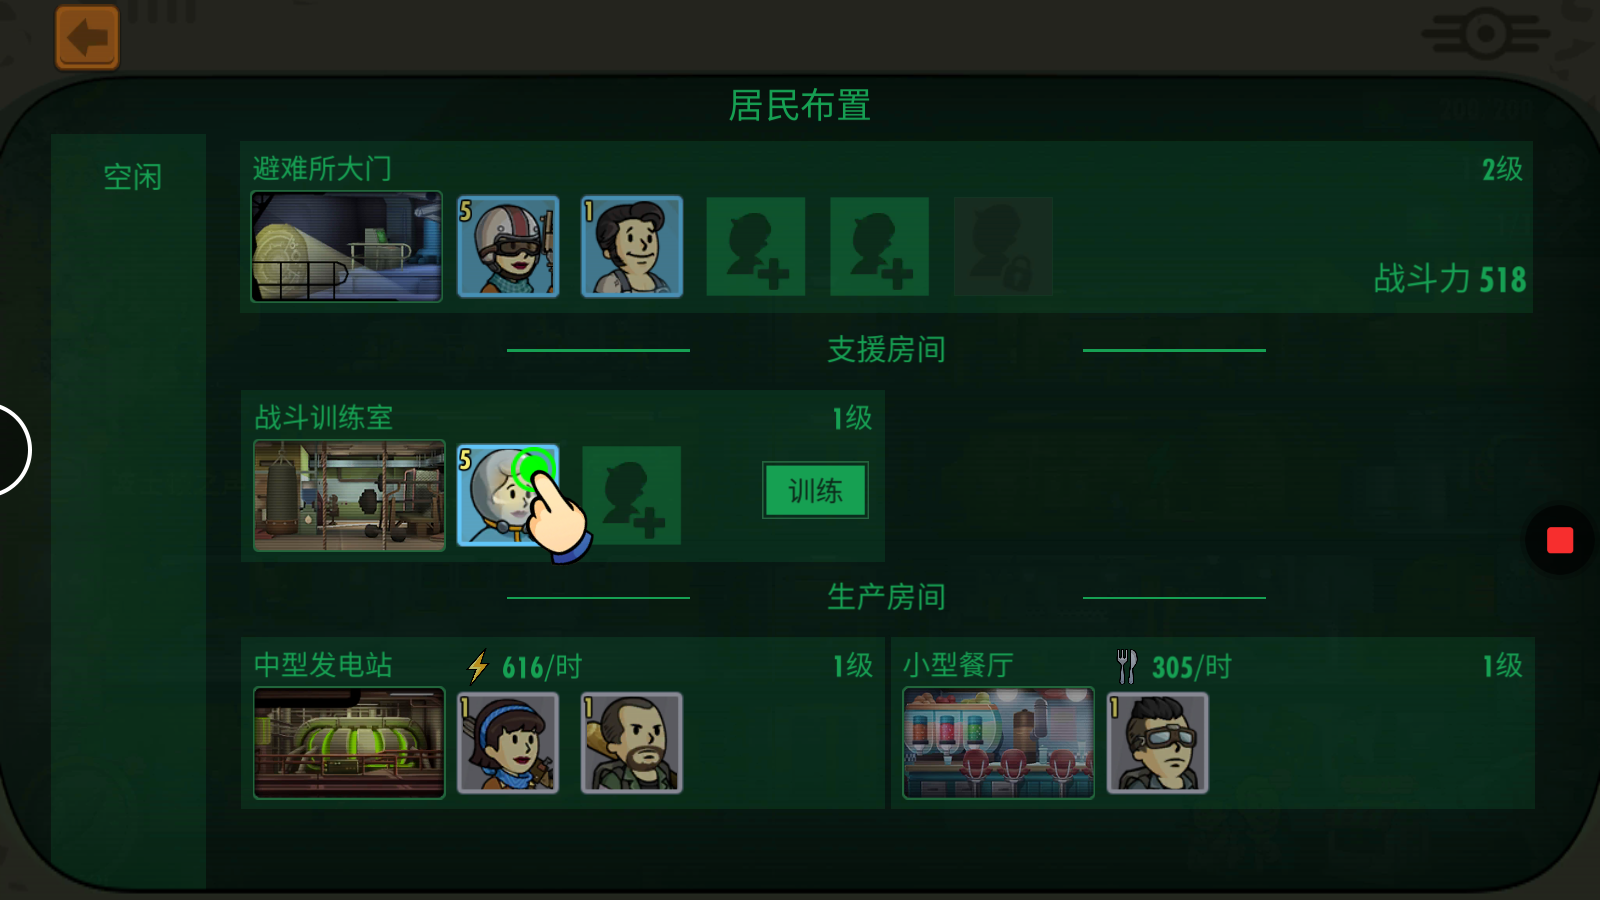 居民布置
空闲
避难所大门
2级
5
1
战斗力 518
支援房间
战斗训练室
1级
5
训练
生产房间
中型发电站
616/时
1级
1
1
小型餐厅
305/时
1级
1